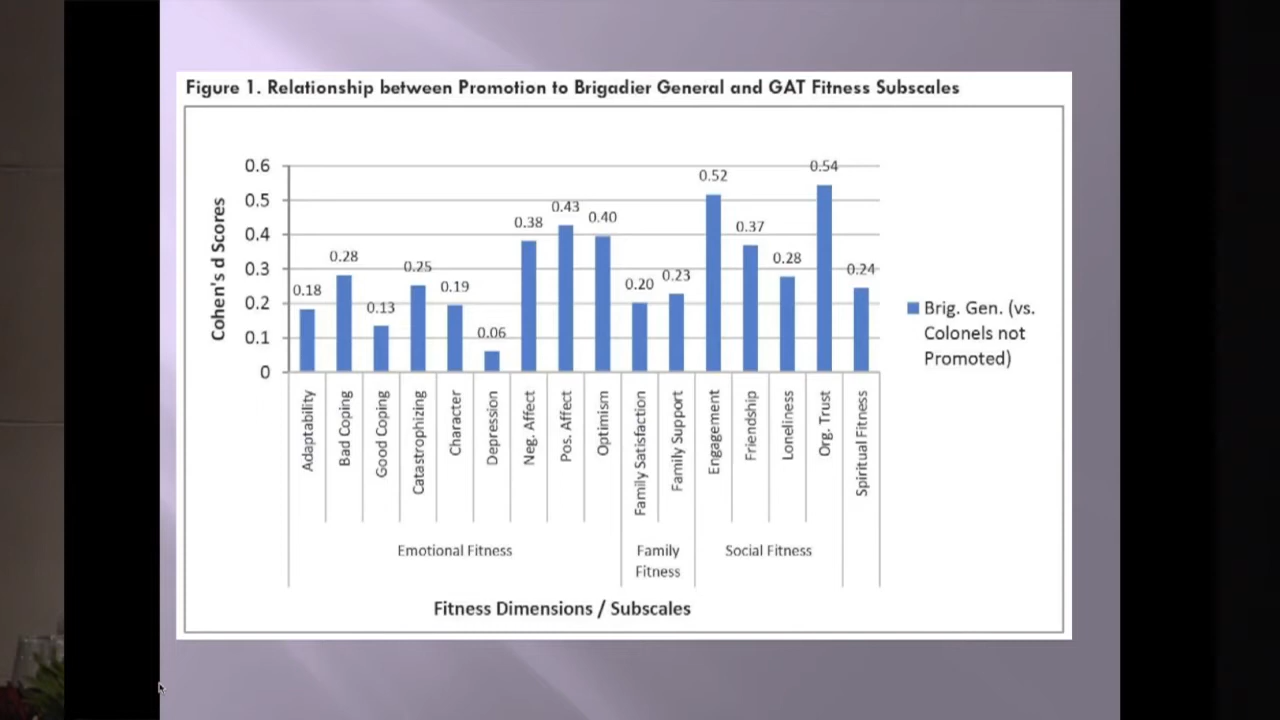 Figure 1. Relationship between Promotion to Brigadier General and GAT Fitness Subscales
Cohen's d Scores
0.6
0.5
0.4
0.3
0.2
0.1
0
0.18
0.28
0.13
0.25
0.19
0.06
0.38
0.43
0.40
0.20
0.23
0.52
0.37
0.28
0.54
0.24
Adaptability
Bad Coping
Good Coping
Catastrophizing
Character
Depression
Neg. Affect
Pos. Affect
Optimism
Family Satisfaction
Family Support
Engagement
Friendship
Loneliness
Org. Trust
Spiritual Fitness
Emotional Fitness
Family
Fitness
Social Fitness
Fitness Dimensions / Subscales
Brig. Gen. (vs.
Colonels not
Promoted)